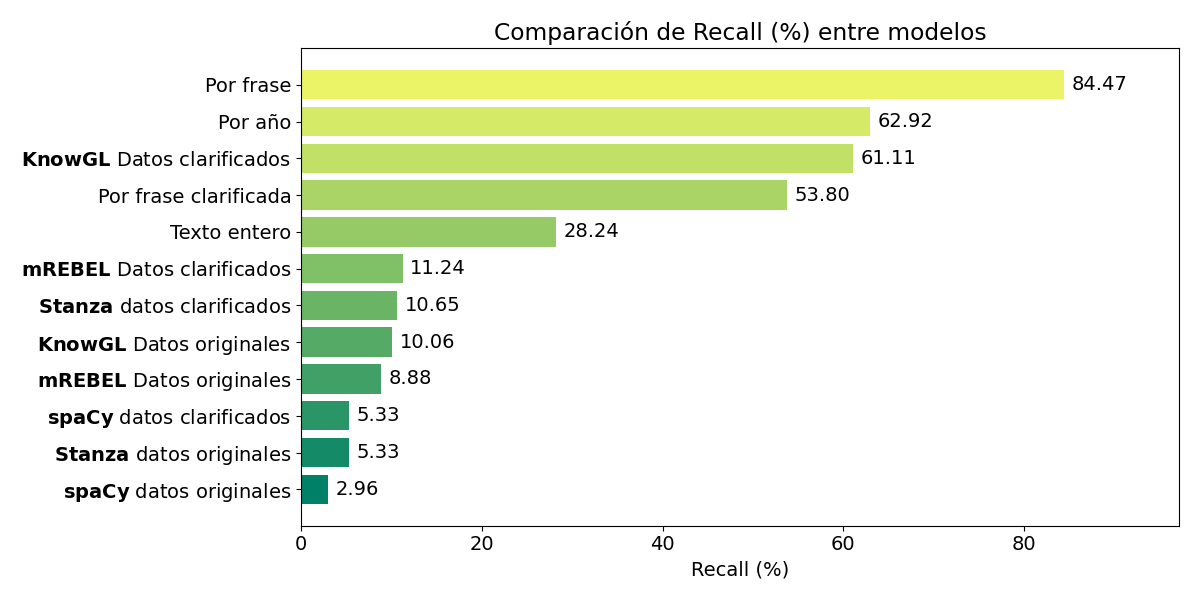 Comparación de Recall (%) entre modelos
Por frase 84.47
Por año 62.92
KnowGL Datos clarificados 61.11
Por frase clarificada 53.80
Texto entero 28.24
mREBEL Datos clarificados 11.24
Stanza datos clarificados 10.65
KnowGL Datos originales 10.06
mREBEL Datos originales 8.88
spaCy datos clarificados 5.33
Stanza datos originales 5.33
spaCy datos originales 2.96
0 20 40 60 80
Recall (%)